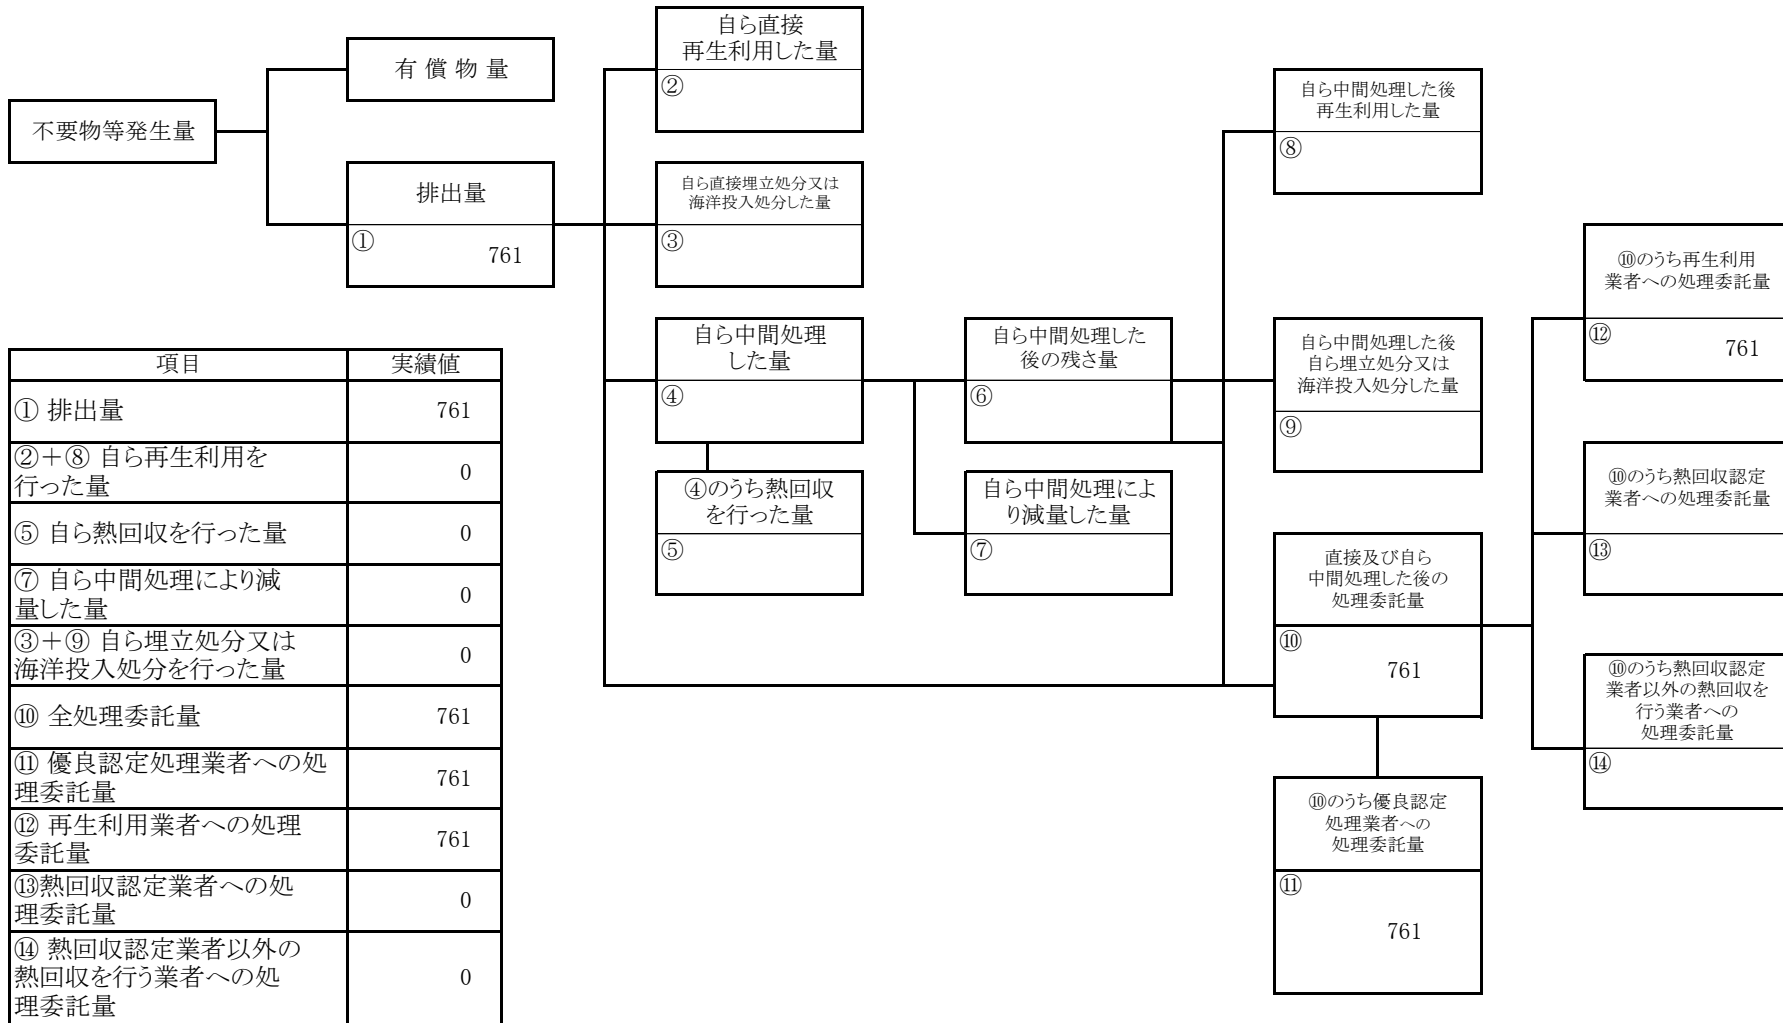 不要物等発生量
有 償 物 量
排出量
①
761
自ら直接
再生利用した量
②
自ら直接埋立処分又は
海洋投入処分した量
③
自ら中間処理
した量
④
④のうち熱回収
を行った量
⑤
自ら中間処理した
後の残さ量
⑥
自ら中間処理によ
り減量した量
⑦
自ら中間処理した後
再生利用した量
⑧
自ら中間処理した後
自ら埋立処分又は
海洋投入処分した量
⑨
直接及び自ら
中間処理した後の
処理委託量
⑩
761
⑩のうち優良認定
処理業者への
処理委託量
⑪
761
⑩のうち再生利用
業者への処理委託量
⑫
761
⑩のうち熱回収認定
業者への処理委託量
⑬
⑩のうち熱回収認定
業者以外の熱回収を
行う業者への
処理委託量
⑭
項目 実績値
① 排出量 761
②+⑧ 自ら再生利用を
行った量 0
⑤ 自ら熱回収を行った量 0
⑦ 自ら中間処理により減
量した量 0
③+⑨ 自ら埋立処分又は
海洋投入処分を行った量 0
⑩ 全処理委託量 761
⑪ 優良認定処理業者への処
理委託量 761
⑫ 再生利用業者への処理
委託量 761
⑬熱回収認定業者への処
理委託量 0
⑭ 熱回収認定業者以外の
熱回収を行う業者への処
理委託量 0